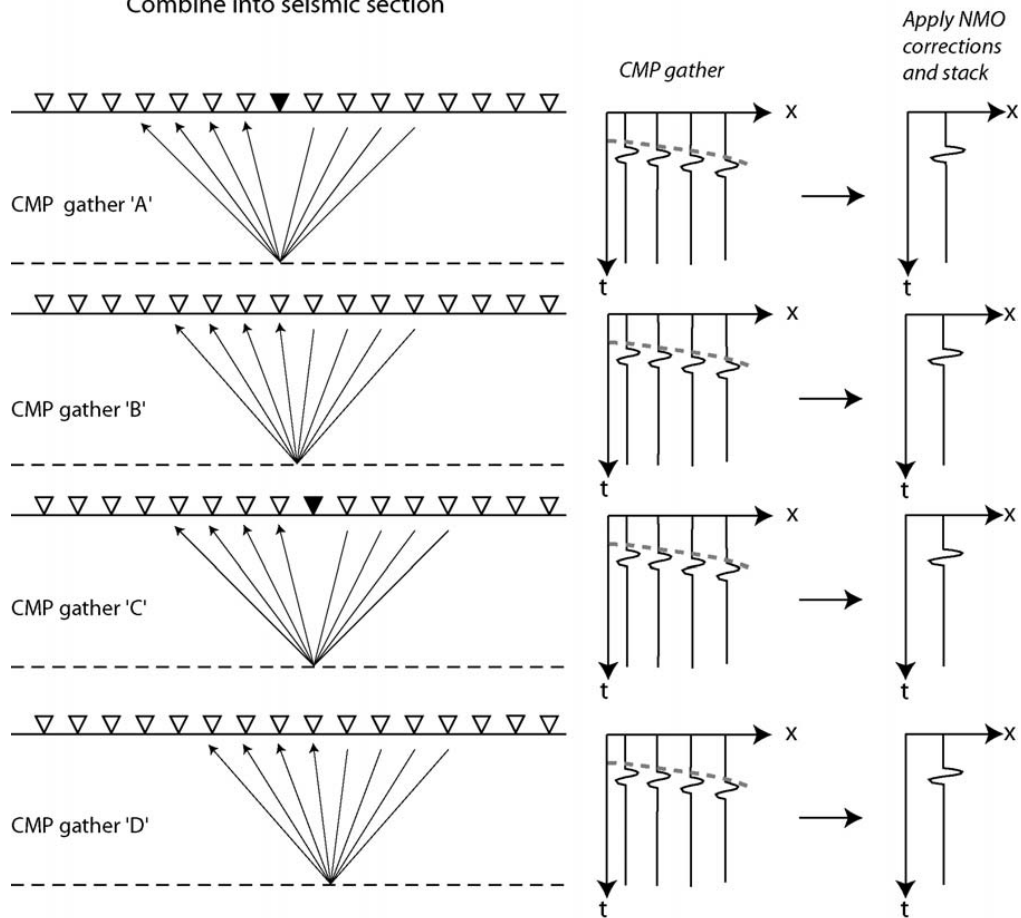 Combine into seismic section
Apply NMO
corrections
and stack
CMP gather
x
x
CMP gather 'A'
t
t
x
x
CMP gather 'B'
t
t
x
x
CMP gather 'C'
t
t
x
x
CMP gather 'D'
t
t